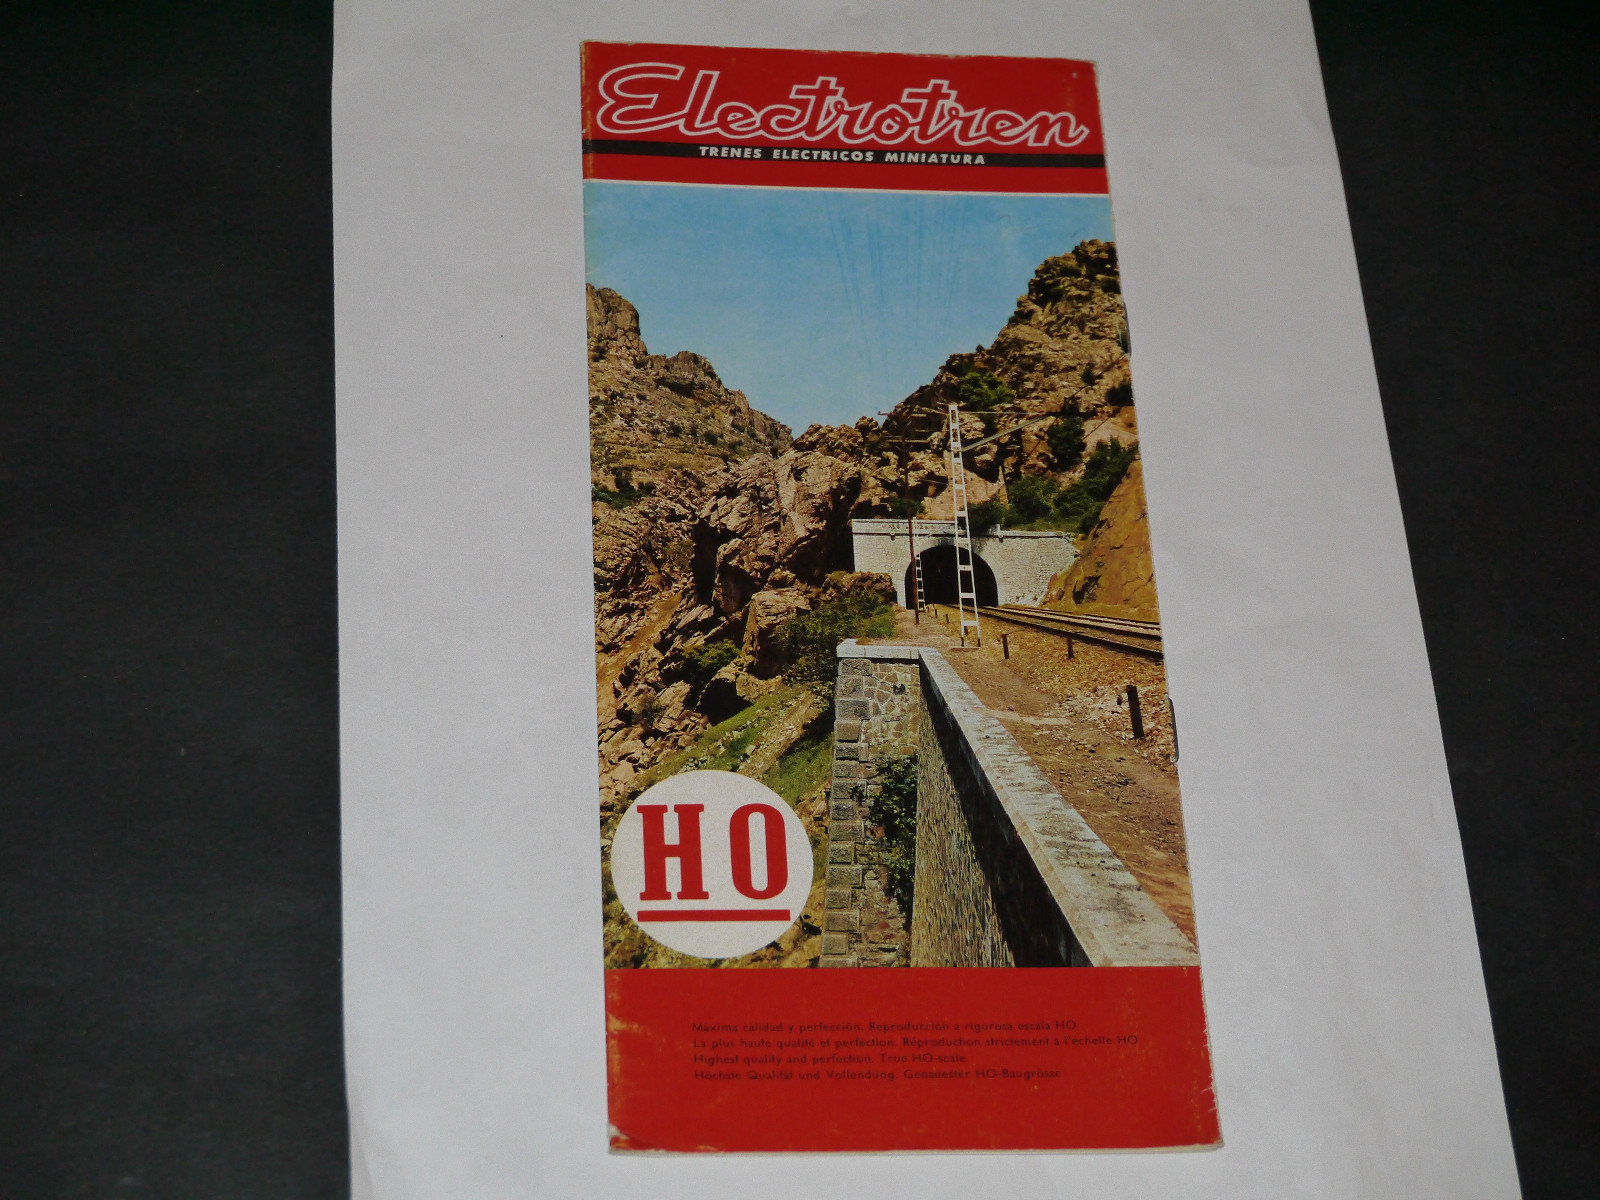 Electrotren
TRENES ELECTRICOS MINIATURA
HO
Maxima calidad y perfección. Reproducción a rigurosa escala HO
La plus haute qualité et perféction. Reproduction strictement à l'échelle HO
Highest quality and perfection. True HO-scale
Höchste Qualität und Vollendung. Genauester HO-Baugrösse